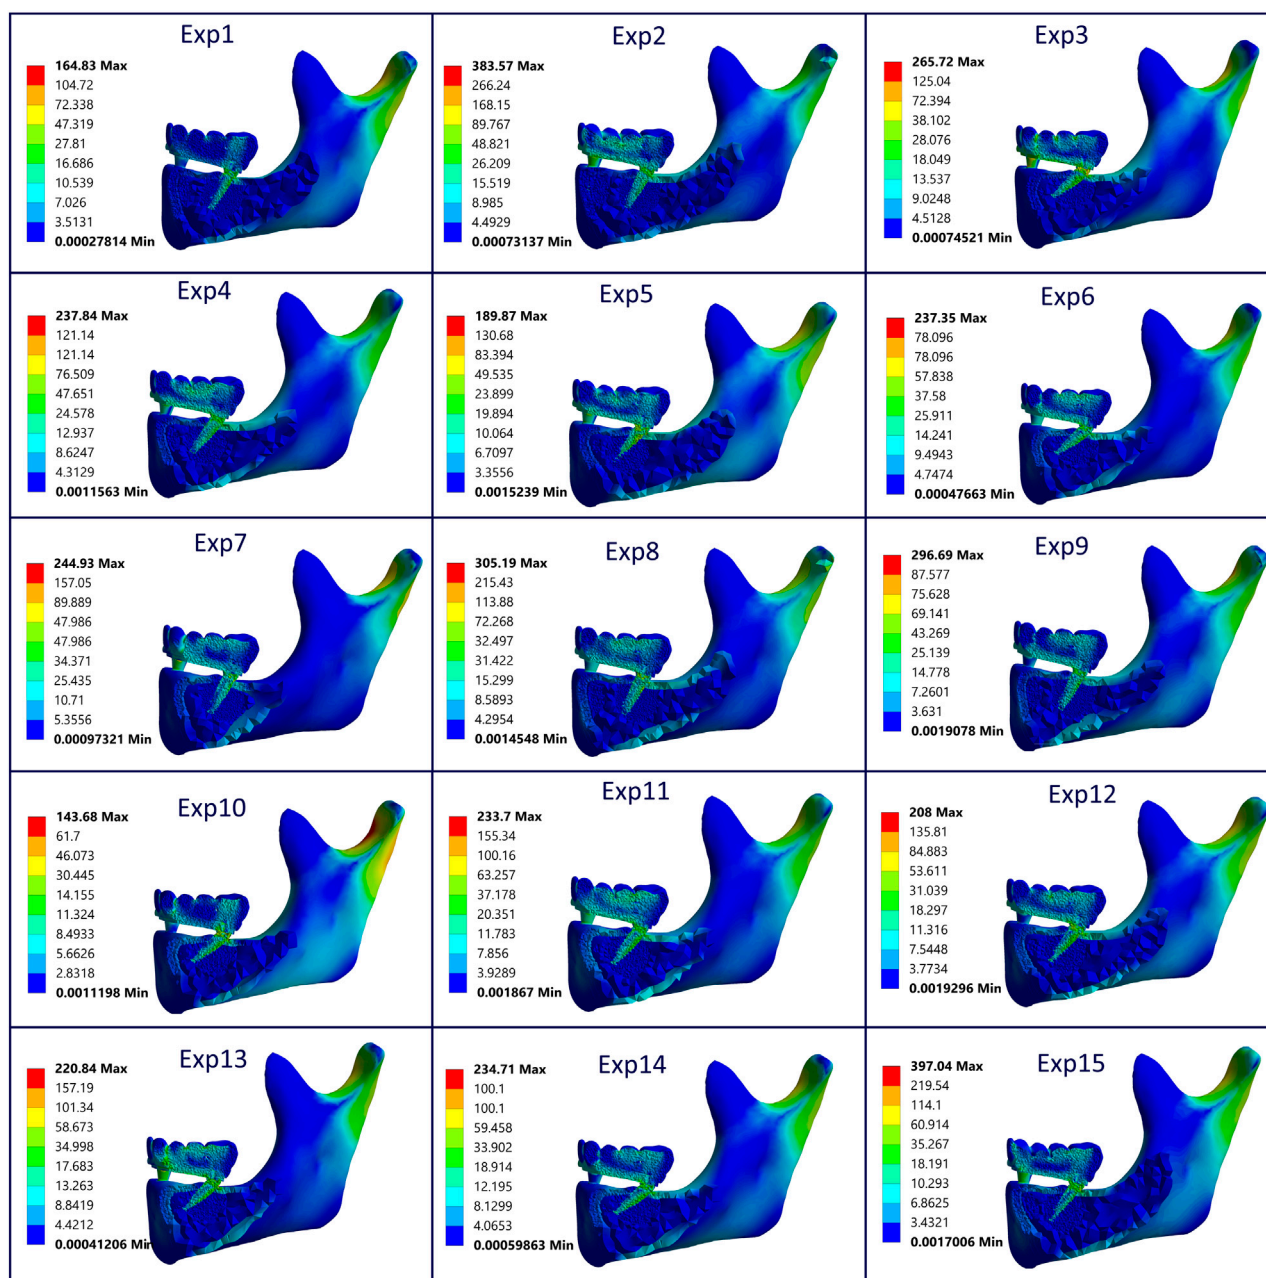 Exp1
164.83 Max
104.72
72.338
47.319
27.81
16.686
10.539
7.026
3.5131
0.00027814 Min
Exp2
383.57 Max
266.24
168.15
89.767
48.821
26.209
15.519
8.985
4.4929
0.00073137 Min
Exp3
265.72 Max
125.04
72.394
38.102
28.076
18.049
13.537
9.0248
4.5128
0.00074521 Min
Exp4
237.84 Max
121.14
121.14
76.509
47.651
24.578
12.937
8.6247
4.3129
0.0011563 Min
Exp5
189.87 Max
130.68
83.394
49.535
23.899
19.894
10.064
6.7097
3.3556
0.0015239 Min
Exp6
237.35 Max
78.096
78.096
57.838
37.58
25.911
14.241
9.4943
4.7474
0.00047663 Min
Exp7
244.93 Max
157.05
89.889
47.986
47.986
34.371
25.435
10.71
5.3556
0.00097321 Min
Exp8
305.19 Max
215.43
113.88
72.268
32.497
31.422
15.299
8.5893
4.2954
0.0014548 Min
Exp9
296.69 Max
87.577
75.628
69.141
43.269
25.139
14.778
7.2601
3.631
0.0019078 Min
Exp10
143.68 Max
61.7
46.073
30.445
14.155
11.324
8.4933
5.6626
2.8318
0.0011198 Min
Exp11
233.7 Max
155.34
100.16
63.257
37.178
20.351
11.783
7.856
3.9289
0.001867 Min
Exp12
208 Max
135.81
84.883
53.611
31.039
18.297
11.316
7.5448
3.7734
0.0019296 Min
Exp13
220.84 Max
157.19
101.34
58.673
34.998
17.683
13.263
8.8419
4.4212
0.00041206 Min
Exp14
234.71 Max
100.1
100.1
59.458
33.902
18.914
12.195
8.1299
4.0653
0.00059863 Min
Exp15
397.04 Max
219.54
114.1
60.914
35.267
18.191
10.293
6.8625
3.4321
0.0017006 Min